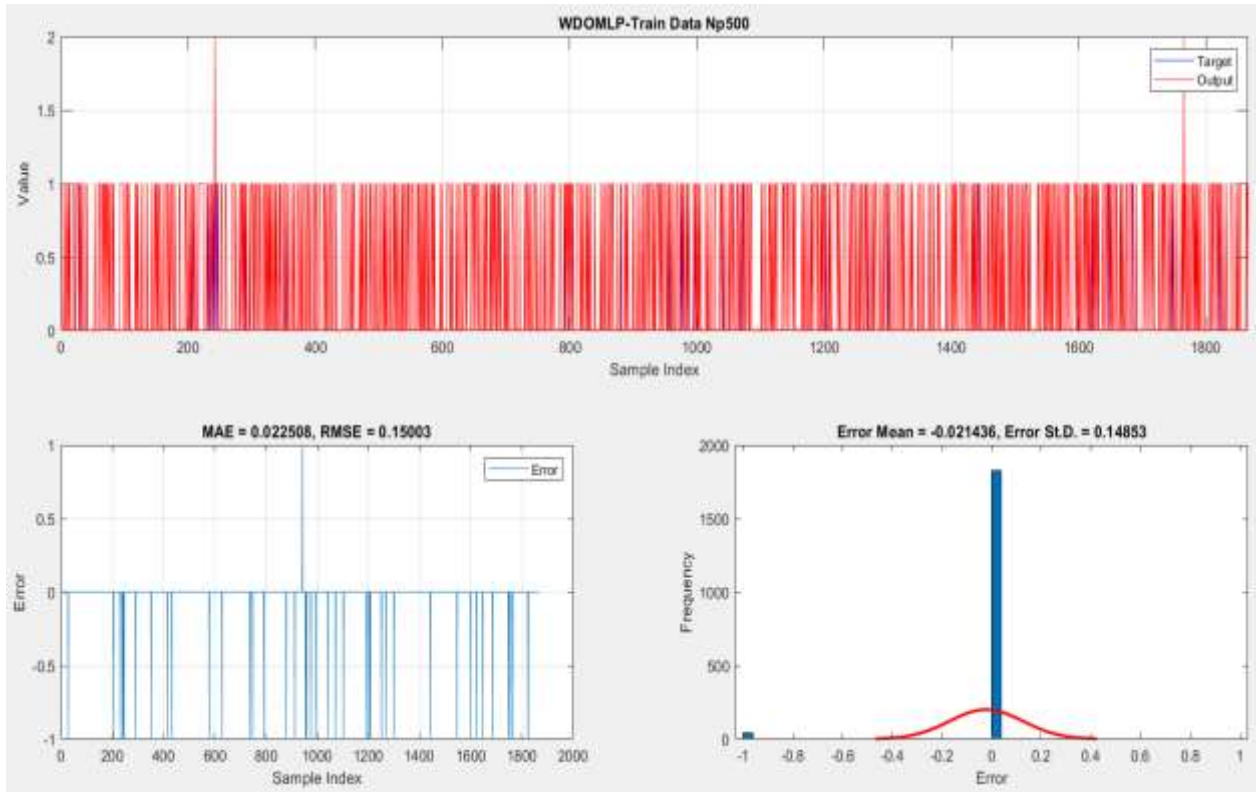 WDOMLP-Train Data Np500
2
1.5
1
0.5
0
Value
Target
Output
0 200 400 600 800 1000 1200 1400 1600 1800
Sample Index
MAE = 0.022508, RMSE = 0.15003
1
0.5
0
-0.5
-1
Error
Error
0 200 400 600 800 1000 1200 1400 1600 1800 2000
Sample Index
Error Mean = -0.021436, Error St.D. = 0.14853
2000
1500
1000
500
0
Frequency
-1 -0.8 -0.6 -0.4 -0.2 0 0.2 0.4 0.6 0.8 1
Error